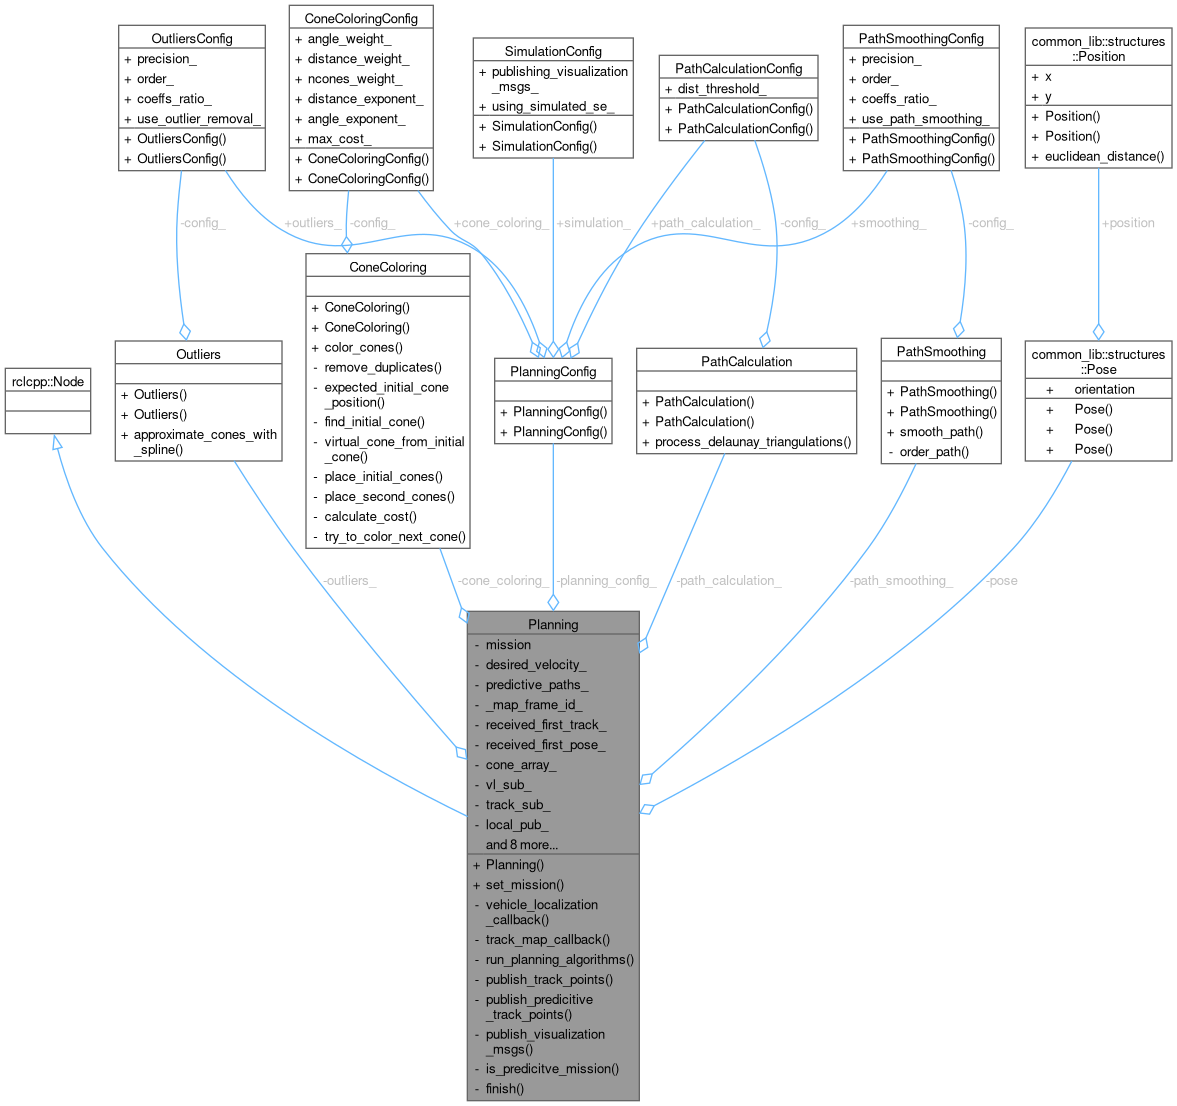 OutliersConfig
+ precision_
+ order_
+ coeffs_ratio_
+ use_outlier_removal_
+ OutliersConfig()
+ OutliersConfig()
ConeColoringConfig
+ angle_weight_
+ distance_weight_
+ ncones_weight_
+ distance_exponent_
+ angle_exponent_
+ max_cost_
+ ConeColoringConfig()
+ ConeColoringConfig()
SimulationConfig
+ publishing_visualization
_msgs_
+ using_simulated_se_
+ SimulationConfig()
+ SimulationConfig()
PathCalculationConfig
+ dist_threshold_
+ PathCalculationConfig()
+ PathCalculationConfig()
PathSmoothingConfig
+ precision_
+ order_
+ coeffs_ratio_
+ use_path_smoothing_
+ PathSmoothingConfig()
+ PathSmoothingConfig()
common_lib::structures
::Position
+ x
+ y
+ Position()
+ Position()
+ euclidean_distance()
-config_
+outliers_
-config_
+cone_coloring_
+simulation_
+path_calculation_
-config_
+smoothing_
-config_
+position
rclcpp::Node
Outliers
+ Outliers()
+ Outliers()
+ approximate_cones_with
_spline()
ConeColoring
+ ConeColoring()
+ ConeColoring()
+ color_cones()
- remove_duplicates()
- expected_initial_cone
_position()
- find_initial_cone()
- virtual_cone_from_initial
_cone()
- place_initial_cones()
- place_second_cones()
- calculate_cost()
- try_to_color_next_cone()
PlanningConfig
+ PlanningConfig()
+ PlanningConfig()
PathCalculation
+ PathCalculation()
+ PathCalculation()
+ process_delaunay_triangulations()
PathSmoothing
+ PathSmoothing()
+ PathSmoothing()
+ smooth_path()
- order_path()
common_lib::structures
::Pose
+ orientation
+ Pose()
+ Pose()
+ Pose()
-outliers_
-cone_coloring_
-planning_config_
-path_calculation_
-path_smoothing_
-pose
Planning
- mission
- desired_velocity_
- predictive_paths_
- _map_frame_id_
- received_first_track_
- received_first_pose_
- cone_array_
- vl_sub_
- track_sub_
- local_pub_
and 8 more...
+ Planning()
+ set_mission()
- vehicle_localization
_callback()
- track_map_callback()
- run_planning_algorithms()
- publish_track_points()
- publish_predicitive
_track_points()
- publish_visualization
_msgs()
- is_predicitve_mission()
- finish()